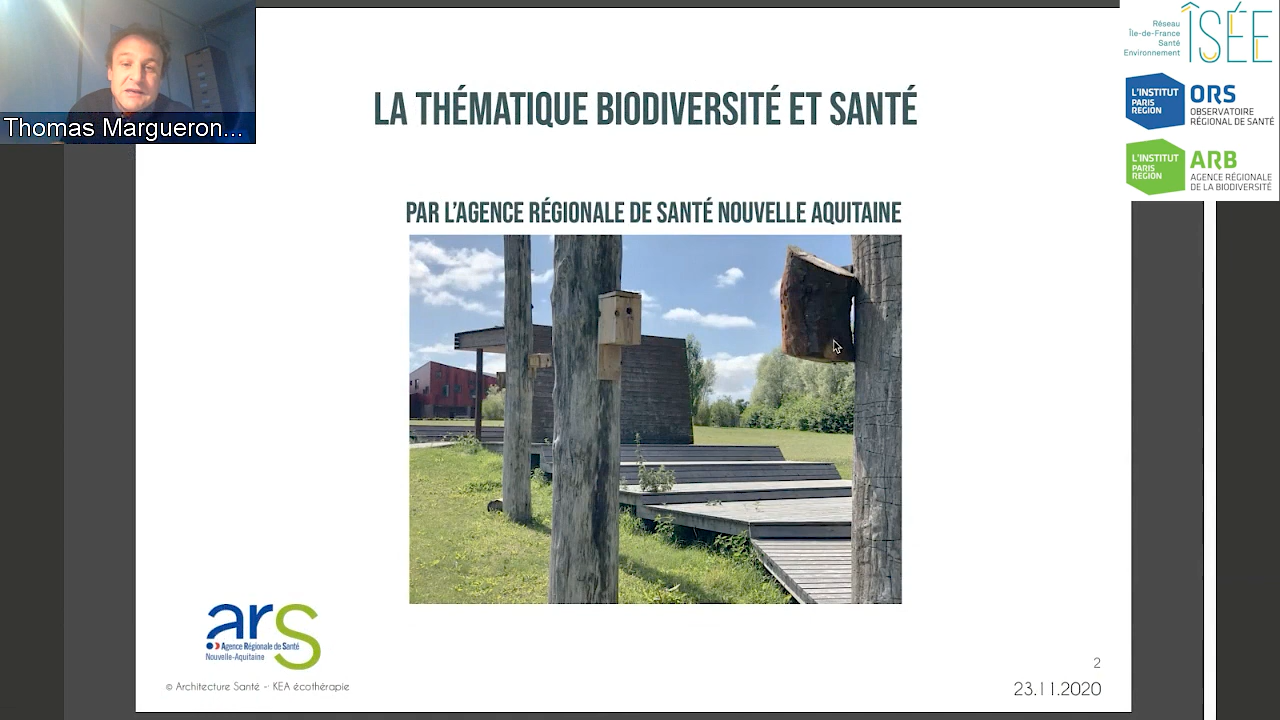 Thomas Margueron...
LA THÉMATIQUE BIODIVERSITÉ ET SANTÉ
PAR L'AGENCE RÉGIONALE DE SANTÉ NOUVELLE AQUITAINE
Réseau
Île-de-France
Santé
Environnement
ÎSÉE
L'INSTITUT
PARIS
REGION
ORS
OBSERVATOIRE
RÉGIONAL DE SANTÉ
L'INSTITUT
PARIS
REGION
ARB
AGENCE RÉGIONALE
DE LA BIODIVERSITÉ
ars
Agence Régionale de Santé
Nouvelle-Aquitaine
© Architecture Santé - KEA écothérapie
2
23.11.2020